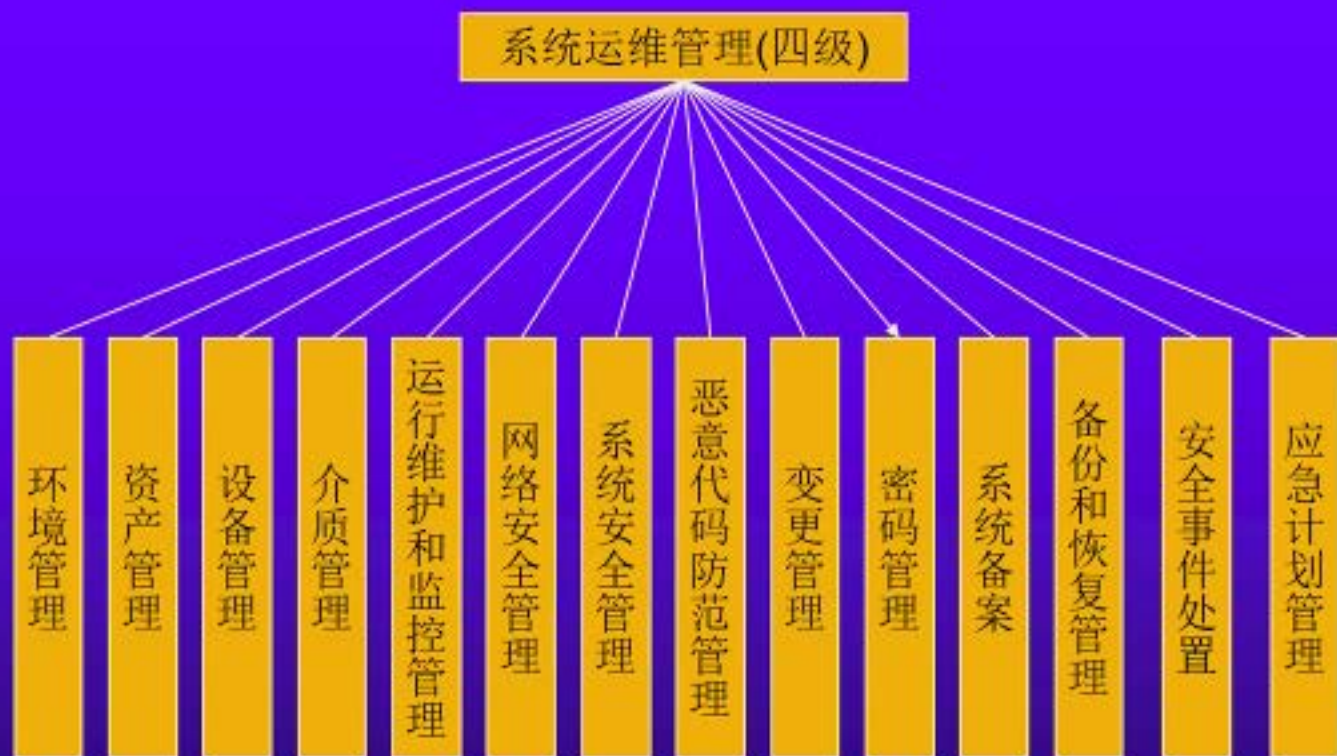 系统运维管理(四级)
环境管理
资产管理
设备管理
介质管理
运行维护和监控管理
网络安全管理
系统安全管理
恶意代码防范管理
变更管理
密码管理
系统备案
备份和恢复管理
安全事件处置
应急计划管理